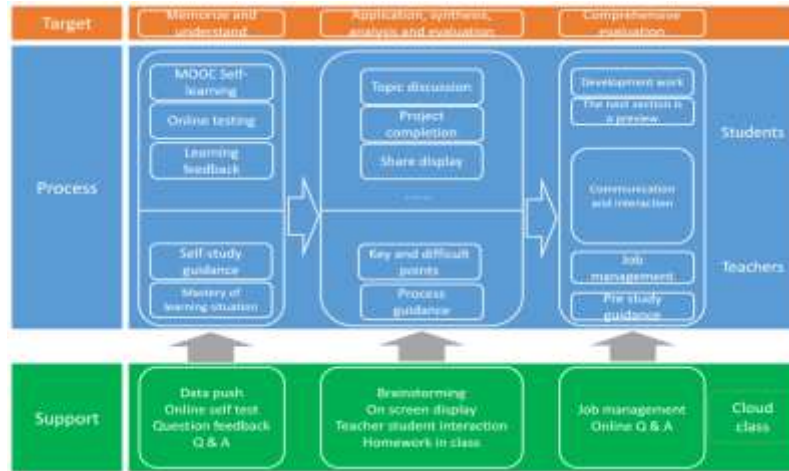 Target
Memorize and
understand
Application, synthesis,
analysis and evaluation
Comprehensive
evaluation
Process
MOOC Self-
learning
Online testing
Learning
feedback
Self-study
guidance
Mastery of
learning situation
Topic discussion
Project
completion
Share display
......
Key and difficult
points
Process
guidance
Development work
The next section is
a preview
Communication
and interaction
Job
management
Pre study
guidance
Students
Teachers
Support
Data push
Online self test
Question feedback
Q & A
Brainstorming
On screen display
Teacher student interaction
Homework in class
Job management
Online Q & A
Cloud
class